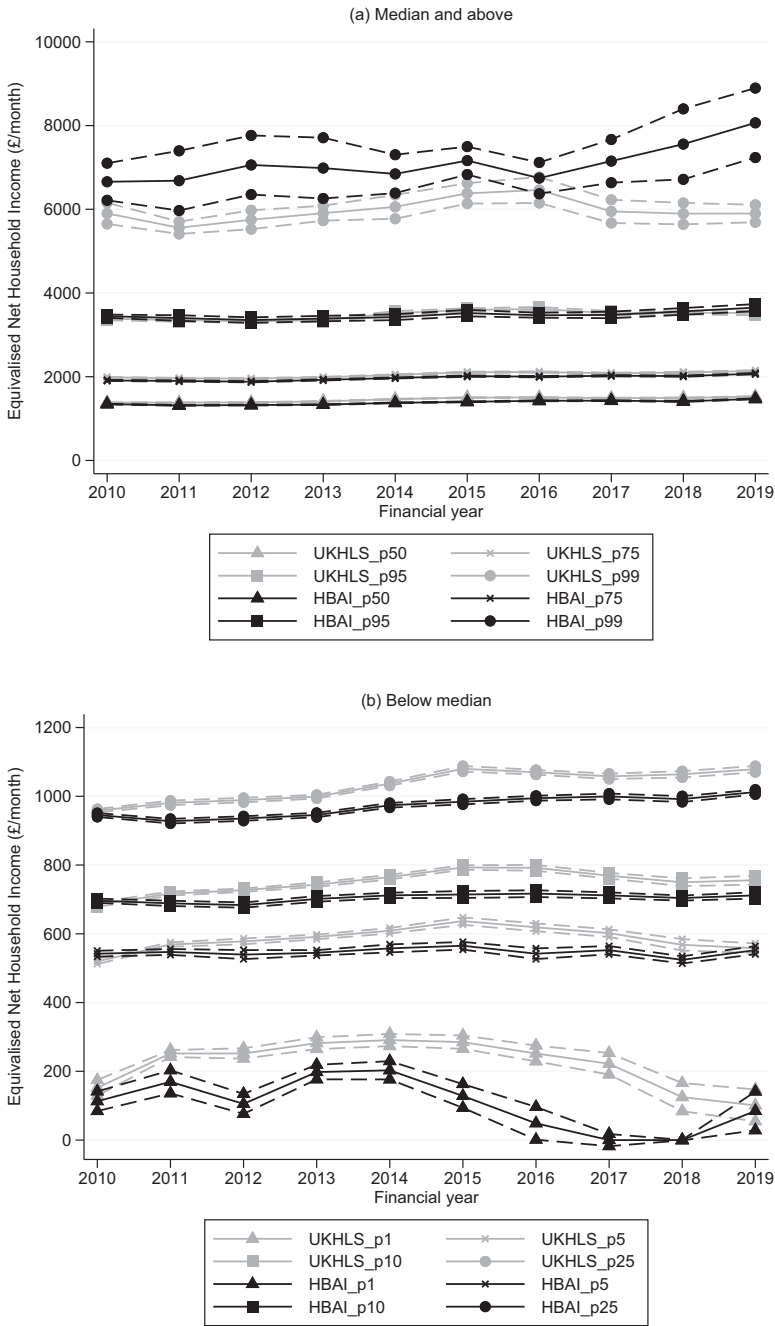 (a) Median and above
Equivalised Net Household Income (£/month)
10000
8000
6000
4000
2000
0
2010 2011 2012 2013 2014 2015 2016 2017 2018 2019
Financial year
UKHLS_p50 UKHLS_p75
UKHLS_p95 UKHLS_p99
HBAI_p50 HBAI_p75
HBAI_p95 HBAI_p99
(b) Below median
Equivalised Net Household Income (£/month)
1200
1000
800
600
400
200
0
2010 2011 2012 2013 2014 2015 2016 2017 2018 2019
Financial year
UKHLS_p1 UKHLS_p5
UKHLS_p10 UKHLS_p25
HBAI_p1 HBAI_p5
HBAI_p10 HBAI_p25